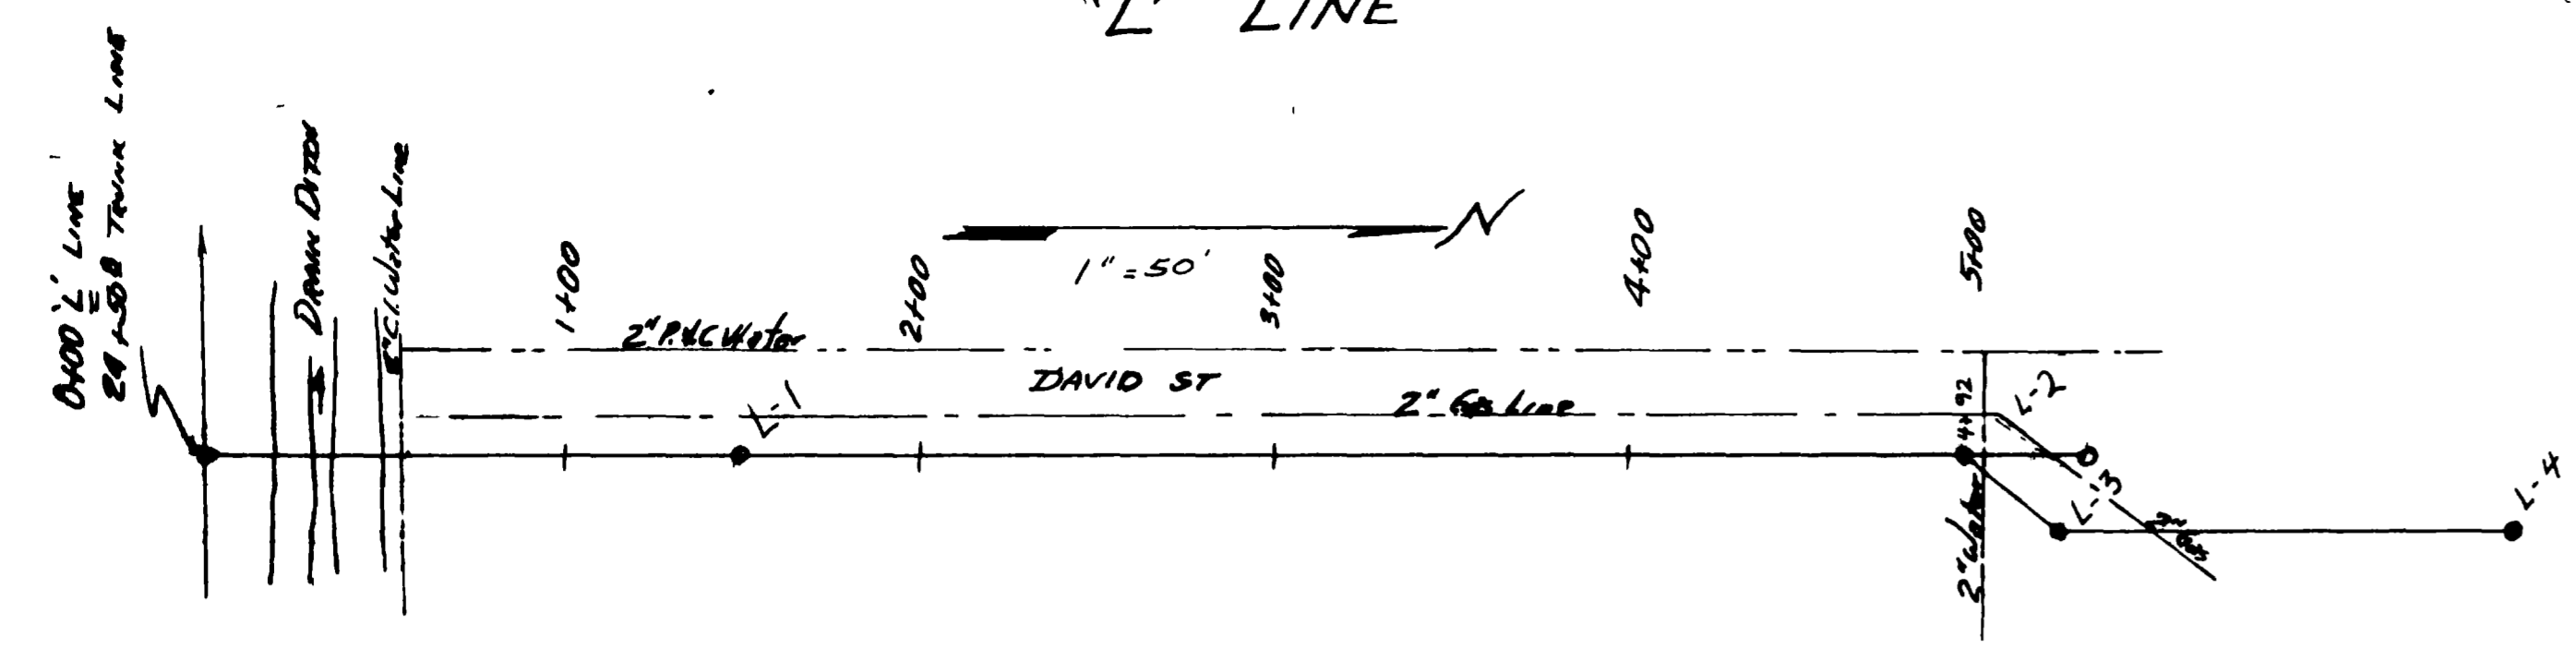 "L" LINE
0+00 'L' LINE
=
24+50 B TRUNK LINE
DRAIN DITCH
6" C.I. Water Line
1+00
2+00
3+00
4+00
5+00
N
1" = 50'
2" P.V.C Water
DAVID ST
2" Gas Line
L-1
4+92
L-2
2" Water
L-3
2" Gas
L-4